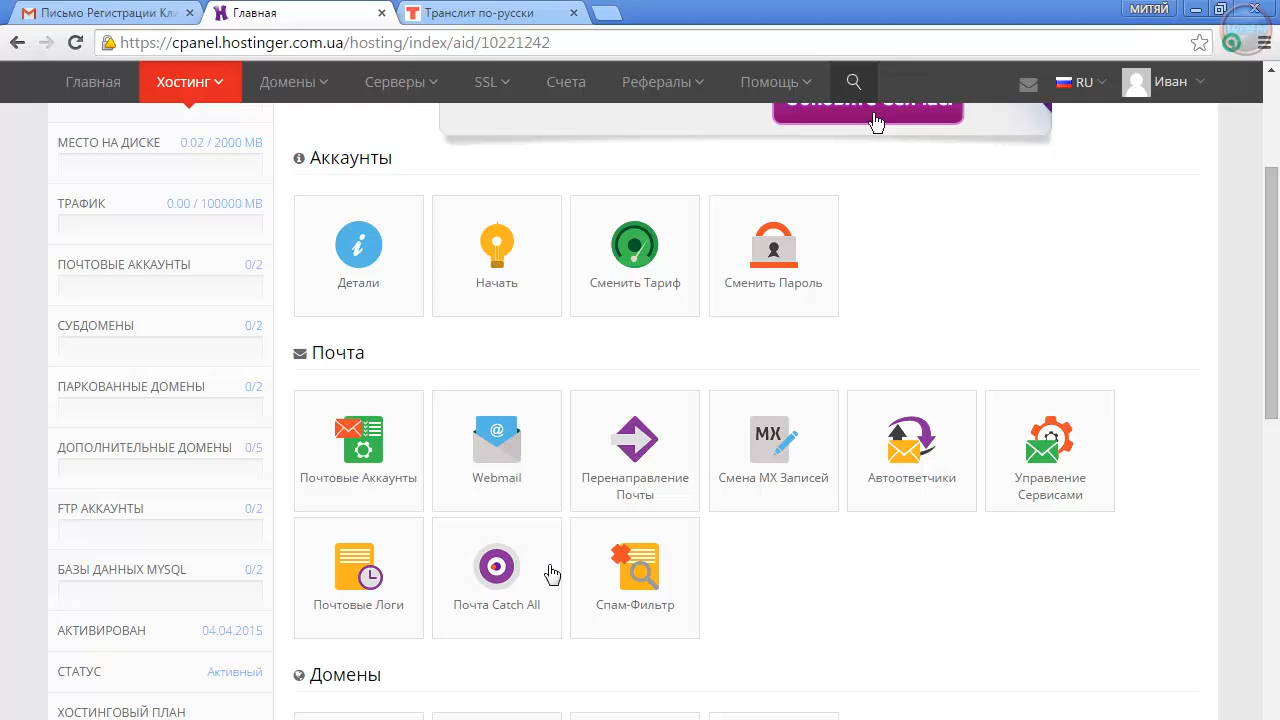 Письмо Регистрации Кли
Главная
Транслит по-русски
МИТЯЙ
https://cpanel.hostinger.com.ua/hosting/index/aid/10221242
Главная
Хостинг
Домены
Серверы
SSL
Счета
Рефералы
Помощь
RU
Иван
МЕСТО НА ДИСКЕ 0.02 / 2000 MB
ТРАФИК 0.00 / 100000 MB
ПОЧТОВЫЕ АККАУНТЫ 0/2
СУБДОМЕНЫ 0/2
ПАРКОВАННЫЕ ДОМЕНЫ 0/2
ДОПОЛНИТЕЛЬНЫЕ ДОМЕНЫ 0/5
FTP АККАУНТЫ 0/2
БАЗЫ ДАННЫХ MYSQL 0/2
АКТИВИРОВАН 04.04.2015
СТАТУС Активный
ХОСТИНГОВЫЙ ПЛАН
Обновите Сейчас!
Аккаунты
Детали
Начать
Сменить Тариф
Сменить Пароль
Почта
Почтовые Аккаунты
@
Webmail
Перенаправление
Почты
MX
Смена MX Записей
Автоответчики
Управление
Сервисами
Почтовые Логи
Почта Catch All
Спам-Фильтр
Домены